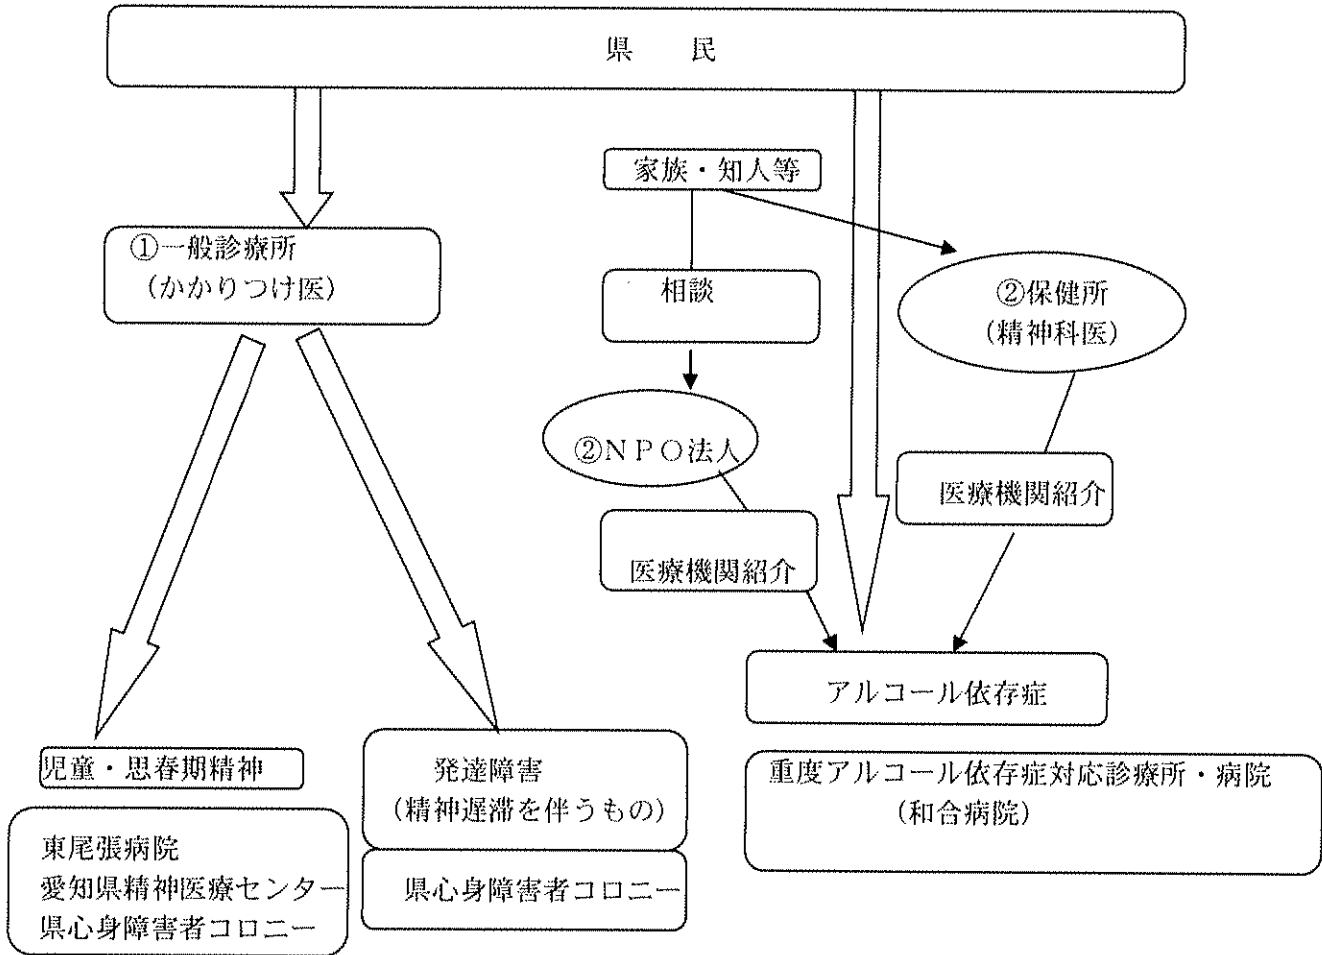 県　　民
家族・知人等
①一般診療所
（かかりつけ医）
相談
②保健所
（精神科医）
②ＮＰＯ法人
医療機関紹介
医療機関紹介
アルコール依存症
児童・思春期精神
東尾張病院
愛知県精神医療センター
県心身障害者コロニー
発達障害
（精神遅滞を伴うもの）
県心身障害者コロニー
重度アルコール依存症対応診療所・病院
（和合病院）